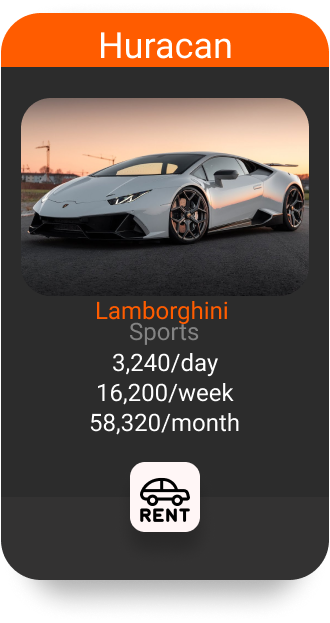 Huracan
Lamborghini
Sports
3,240/day
16,200/week
58,320/month
RENT